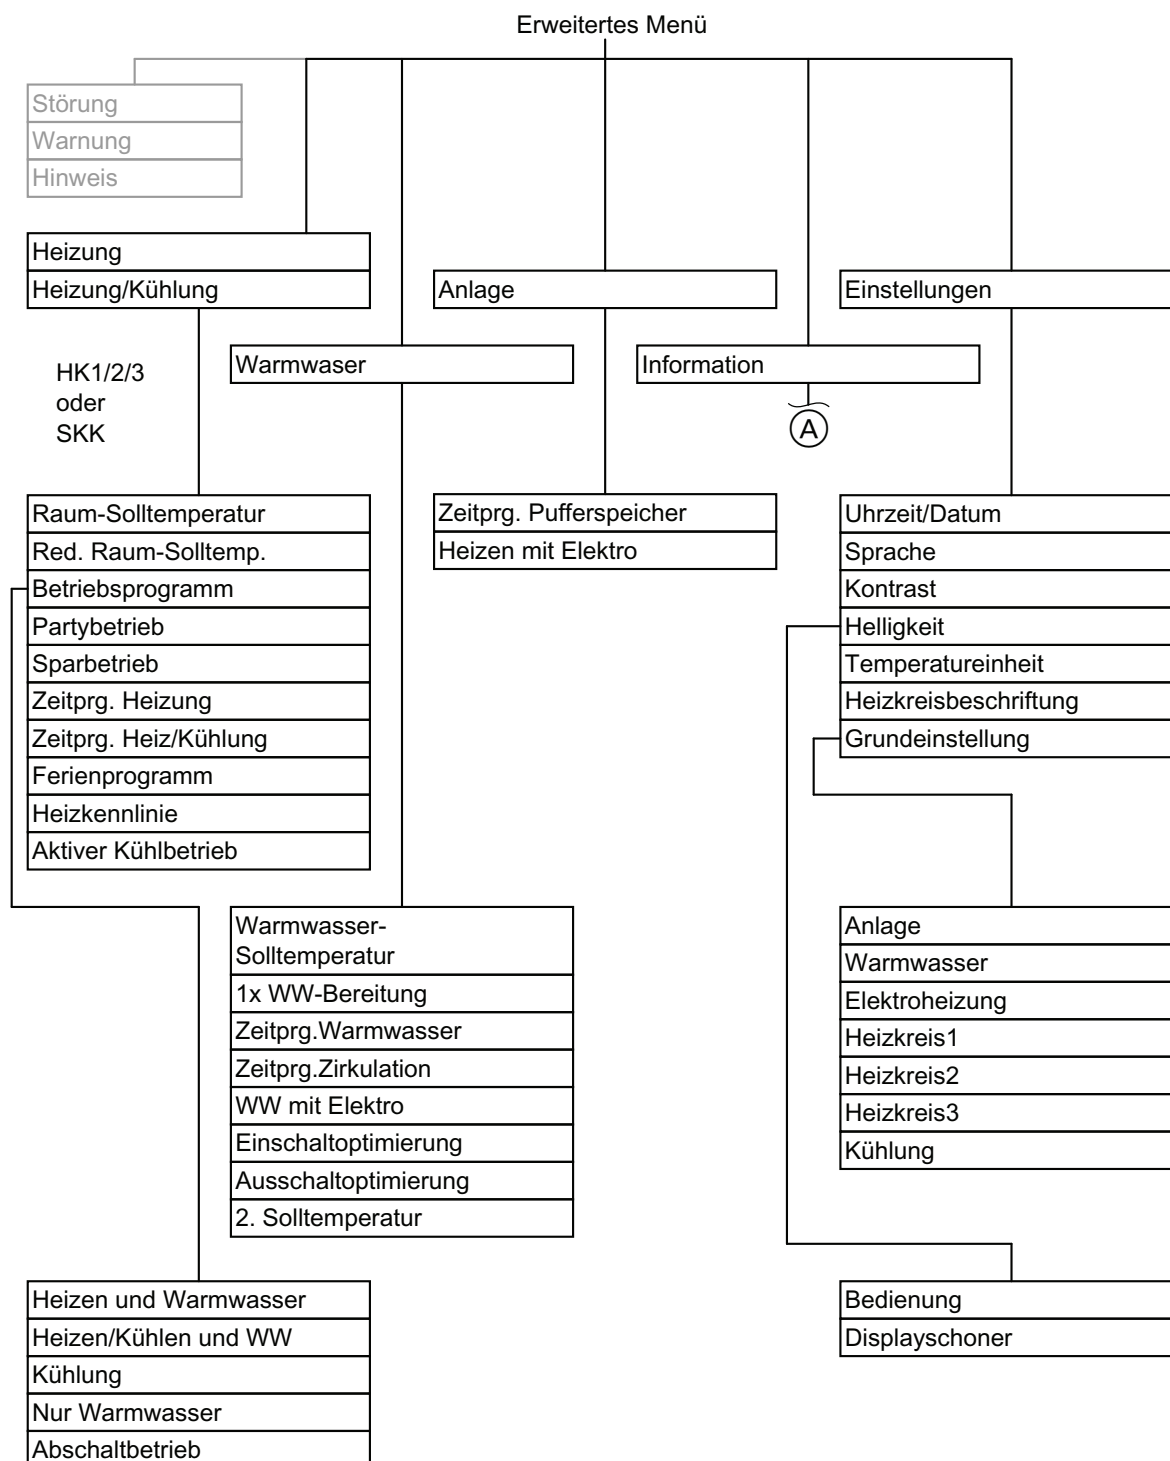 Erweitertes Menü
Störung
Warnung
Hinweis
Heizung
Heizung/Kühlung
Anlage
Einstellungen
Warmwaser
Information
HK1/2/3
oder
SKK
A
Raum-Solltemperatur
Red. Raum-Solltemp.
Betriebsprogramm
Partybetrieb
Sparbetrieb
Zeitprg. Heizung
Zeitprg. Heiz/Kühlung
Ferienprogramm
Heizkennlinie
Aktiver Kühlbetrieb
Zeitprg. Pufferspeicher
Heizen mit Elektro
Uhrzeit/Datum
Sprache
Kontrast
Helligkeit
Temperatureinheit
Heizkreisbeschriftung
Grundeinstellung
Warmwasser-
Solltemperatur
1x WW-Bereitung
Zeitprg.Warmwasser
Zeitprg.Zirkulation
WW mit Elektro
Einschaltoptimierung
Ausschaltoptimierung
2. Solltemperatur
Anlage
Warmwasser
Elektroheizung
Heizkreis1
Heizkreis2
Heizkreis3
Kühlung
Heizen und Warmwasser
Heizen/Kühlen und WW
Kühlung
Nur Warmwasser
Abschaltbetrieb
Bedienung
Displayschoner